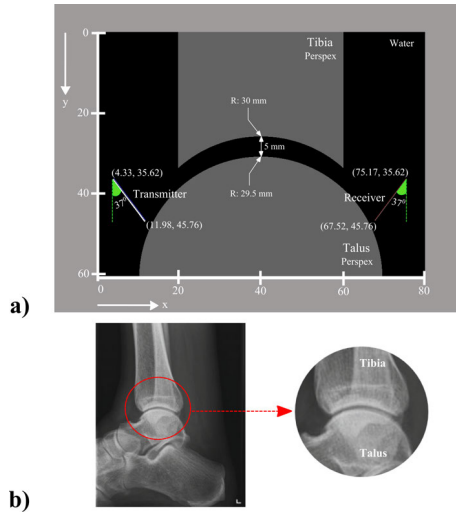 0
Tibia
Perspex
Water
y
R: 30 mm
20
5 mm
(4.33, 35.62)
(75.17, 35.62)
Transmitter
R: 29.5 mm
Receiver
40
37°
37°
(11.98, 45.76)
(67.52, 45.76)
Talus
Perspex
60
0
20
40
60
80
x
a)
Tibia
Talus
L
b)